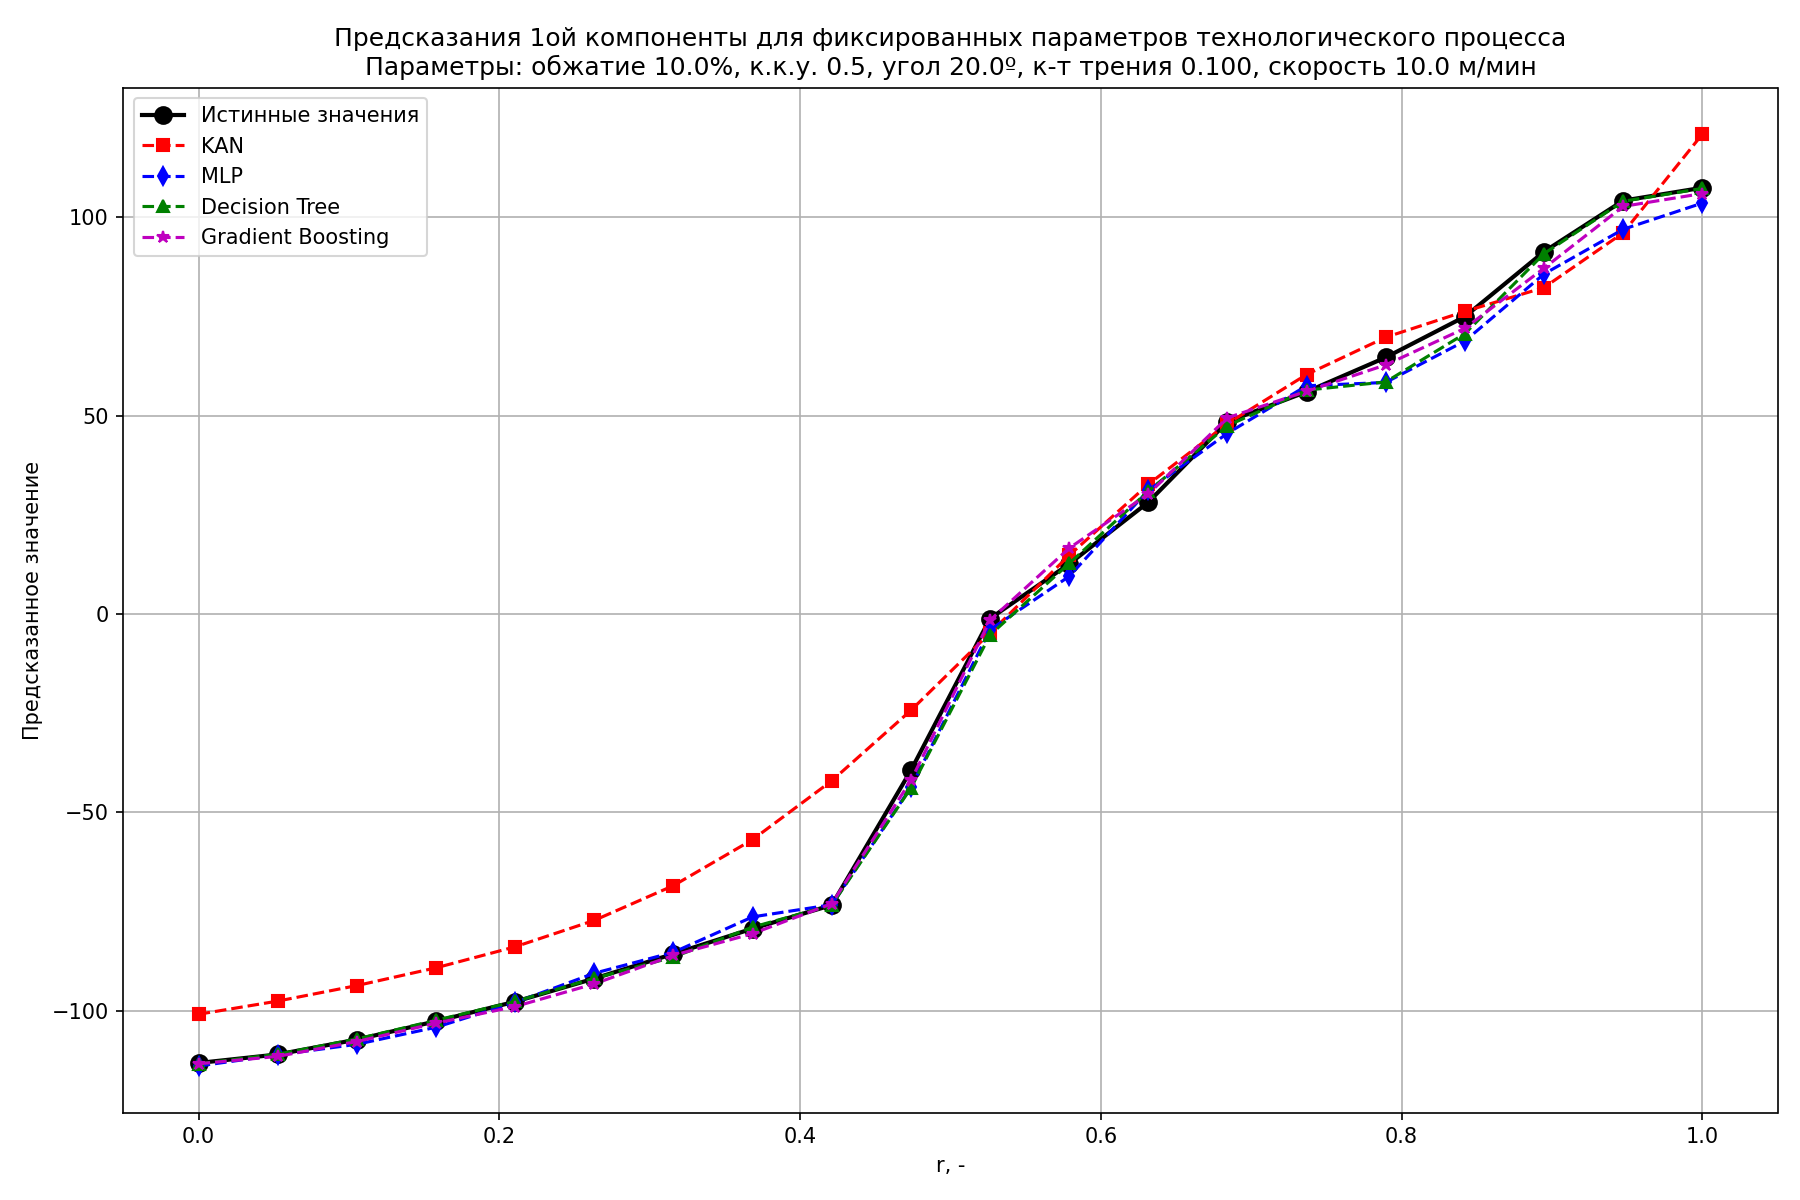 Предсказания 1ой компоненты для фиксированных параметров технологического процесса
Параметры: обжатие 10.0%, к.к.у. 0.5, угол 20.0º, к-т трения 0.100, скорость 10.0 м/мин
Истинные значения
KAN
MLP
Decision Tree
Gradient Boosting
Предсказанное значение
100
50
0
−50
−100
0.0
0.2
0.4
0.6
0.8
1.0
r, -